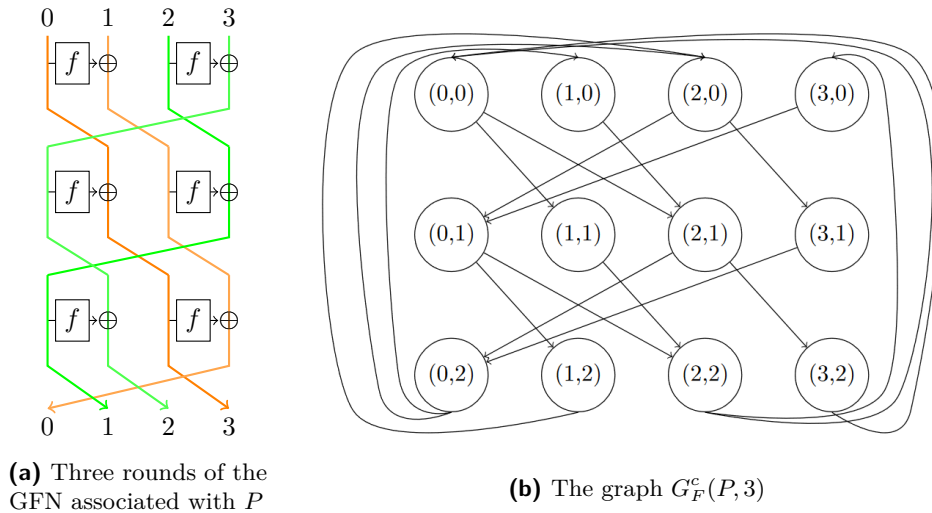 0 1 2 3
f f
f f
f f
0 1 2 3
(a) Three rounds of the
GFN associated with P
(0,0) (1,0) (2,0) (3,0)
(0,1) (1,1) (2,1) (3,1)
(0,2) (1,2) (2,2) (3,2)
(b) The graph G_F^c(P, 3)